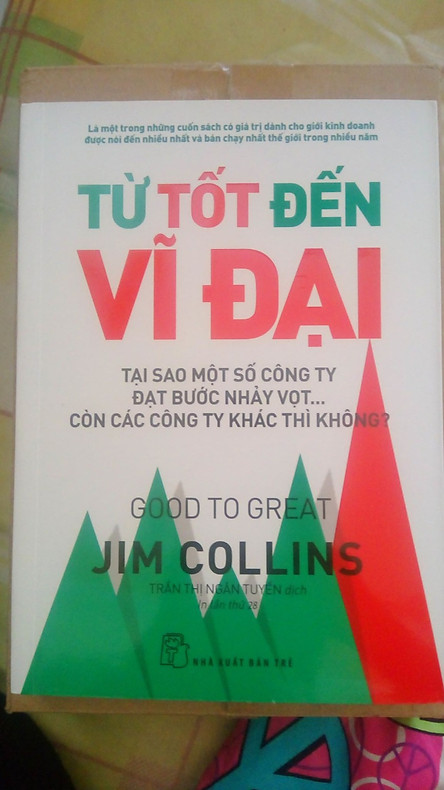 Là một trong những cuốn sách có giá trị dành cho giới kinh doanh
được nói đến nhiều nhất và bán chạy nhất thế giới trong nhiều năm
TỪ TỐT ĐẾN
VĨ ĐẠI
TẠI SAO MỘT SỐ CÔNG TY
ĐẠT BƯỚC NHẢY VỌT...
CÒN CÁC CÔNG TY KHÁC THÌ KHÔNG?
GOOD TO GREAT
JIM COLLINS
TRẦN THỊ NGÂN TUYẾN dịch
In lần thứ 28
NHÀ XUẤT BẢN TRẺ